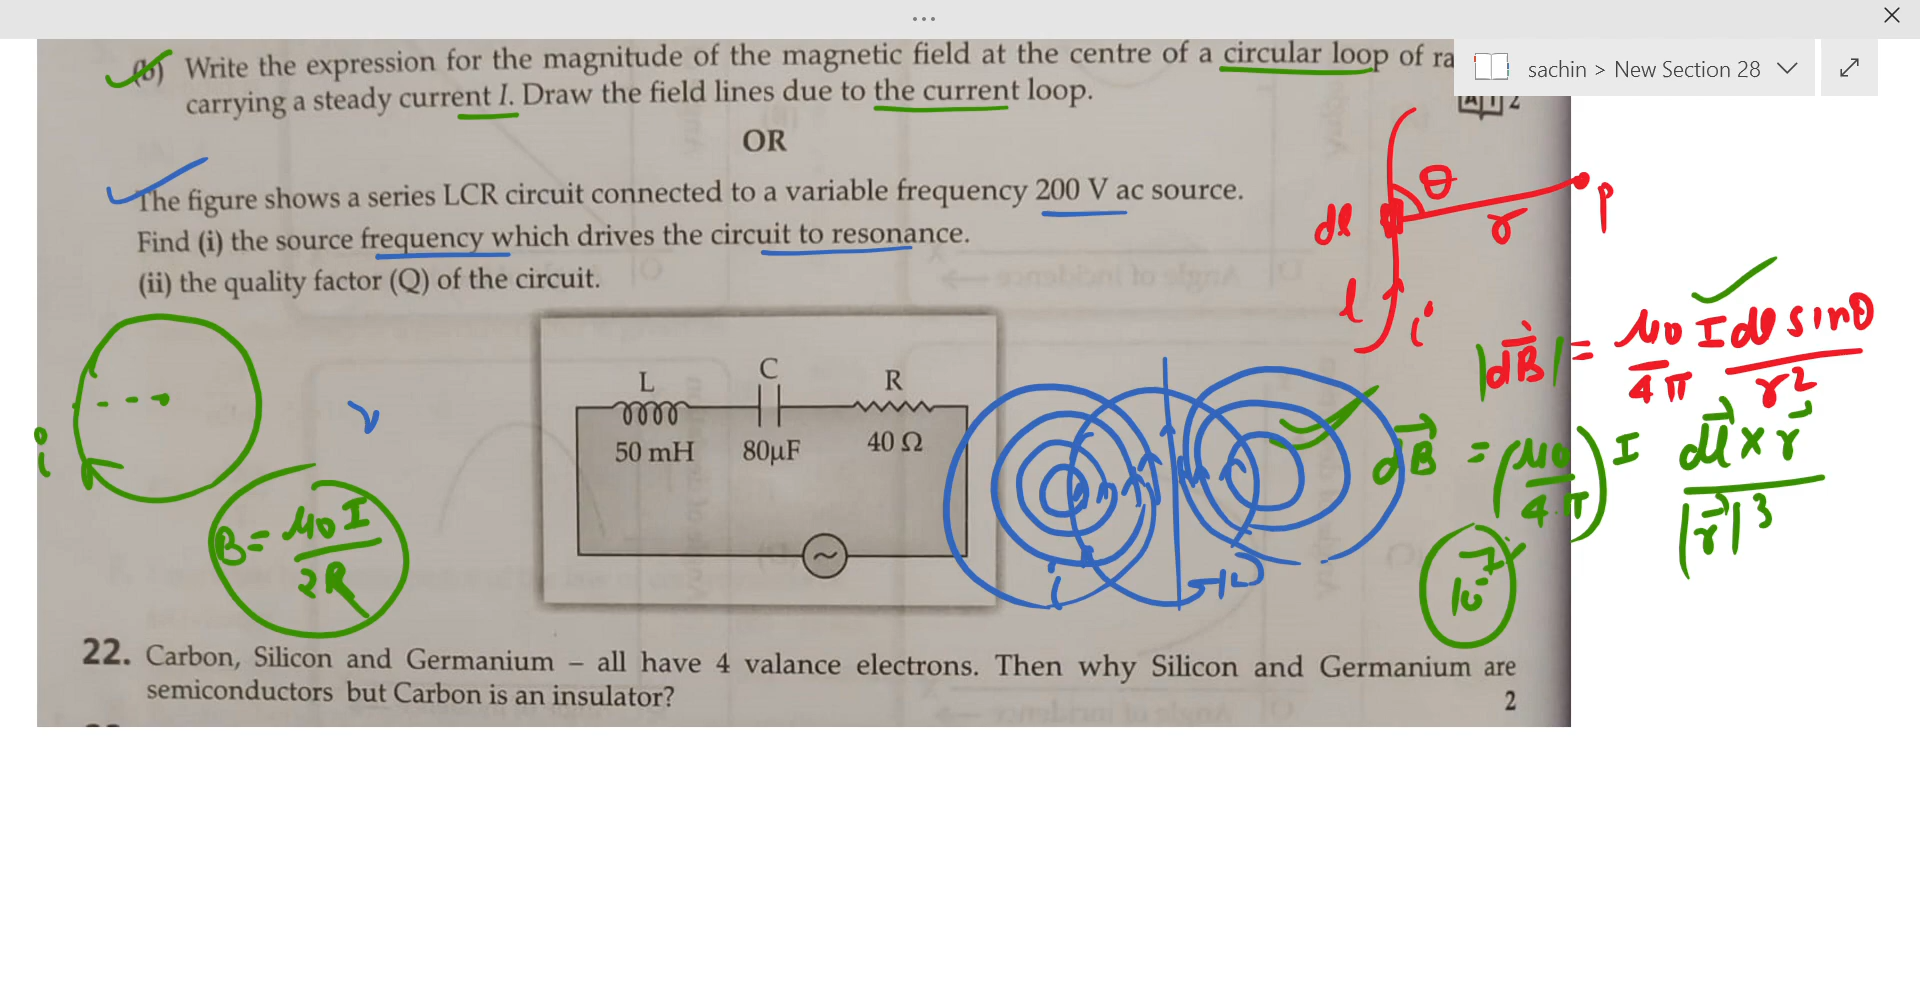 (b) Write the expression for the magnitude of the magnetic field at the centre of a circular loop of ra
sachin > New Section 28
carrying a steady current I. Draw the field lines due to the current loop.
2
OR
The figure shows a series LCR circuit connected to a variable frequency 200 V ac source.
Find (i) the source frequency which drives the circuit to resonance.
(ii) the quality factor (Q) of the circuit.
θ
P
dl
r
l
i
|dB| = μ0 I dl sinθ
4π r2
L
C
R
50 mH
80μF
40 Ω
~
i
dB = (μ0 / 4π) I dl × r
|r|3
B = μ0 I
2R
10-7
i
22. Carbon, Silicon and Germanium – all have 4 valance electrons. Then why Silicon and Germanium are
semiconductors but Carbon is an insulator?
2